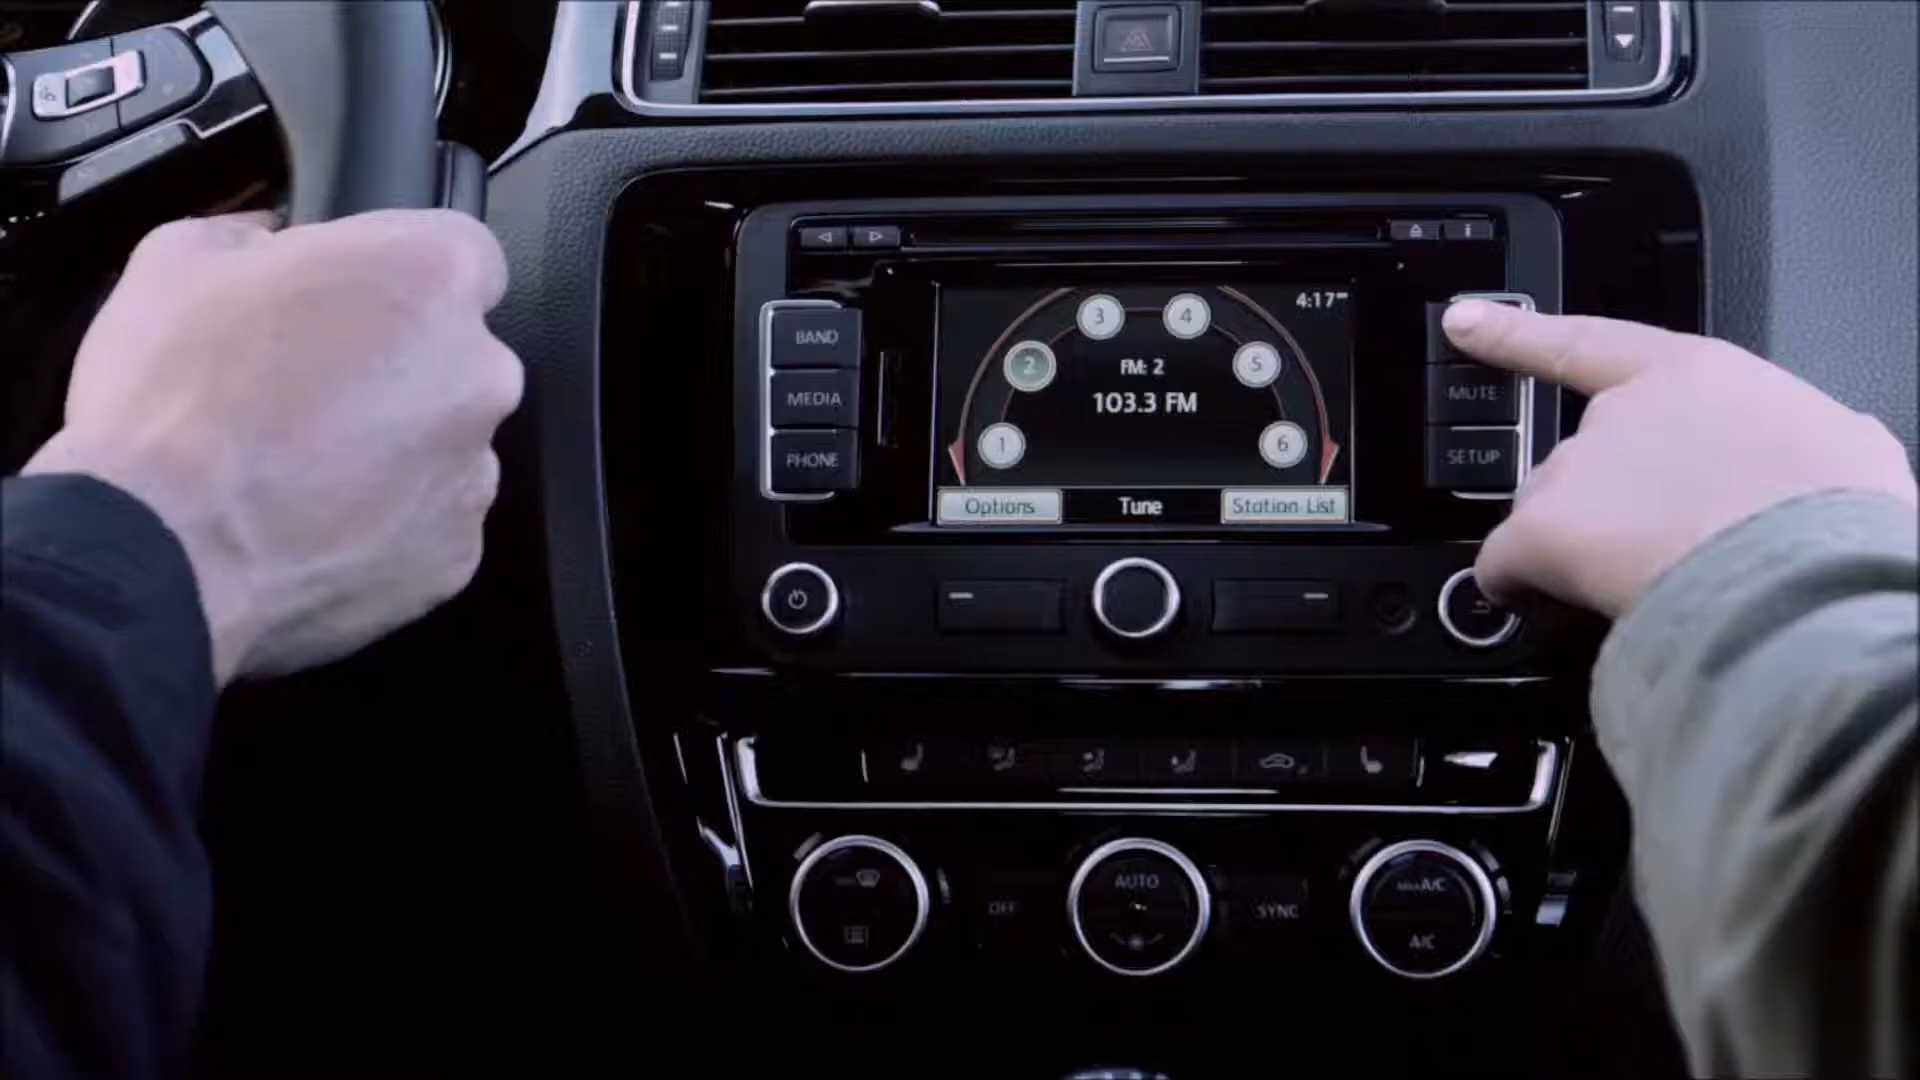 4:17
3 4
BAND
2 5
FM: 2
MEDIA
103.3 FM
MUTE
1 6
PHONE
SETUP
Options Tune Station List
AUTO
A/C
OFF
SYNC
A/C